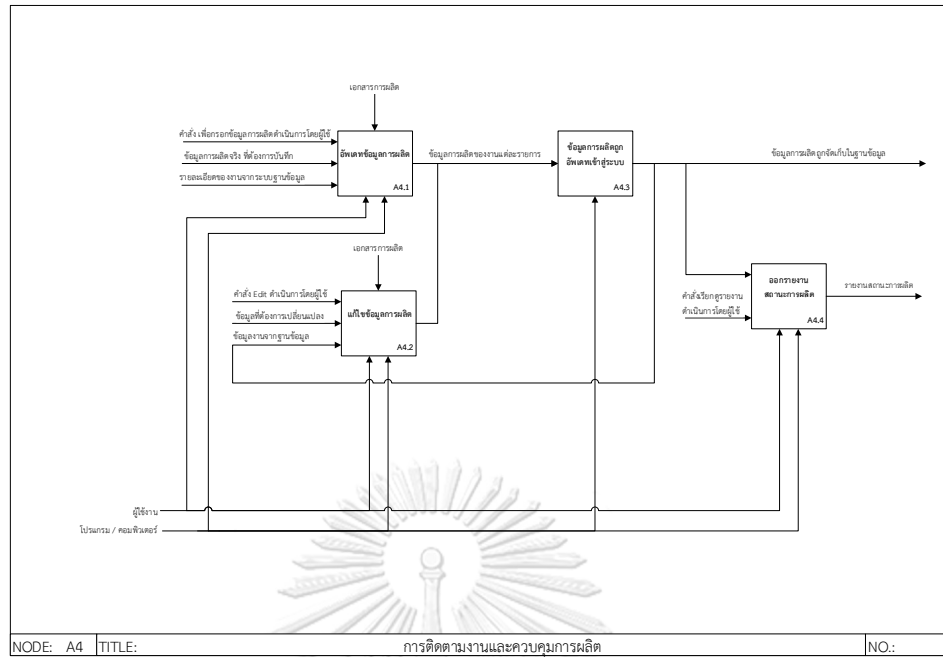 เอกสารการผลิต
คำสั่ง เพื่อกรอกข้อมูลการผลิตดำเนินการโดยผู้ใช้
ข้อมูลการผลิตจริง ที่ต้องการบันทึก
รายละเอียดของงานจากระบบฐานข้อมูล
อัพเดทข้อมูลการผลิต
A4.1
ข้อมูลการผลิตของงานแต่ละรายการ
ข้อมูลการผลิตถูก
อัพเดทเข้าสู่ระบบ
A4.3
ข้อมูลการผลิตถูกจัดเก็บในฐานข้อมูล
เอกสารการผลิต
คำสั่ง Edit ดำเนินการโดยผู้ใช้
ข้อมูลที่ต้องการเปลี่ยนแปลง
ข้อมูลงานจากฐานข้อมูล
แก้ไขข้อมูลการผลิต
A4.2
คำสั่งเรียกดูรายงาน
ดำเนินการโดยผู้ใช้
ออกรายงาน
สถานะการผลิต
A4.4
รายงานสถานะการผลิต
ผู้ใช้งาน
โปรแกรม / คอมพิวเตอร์
NODE: A4 TITLE: การติดตามงานและควบคุมการผลิต NO.: